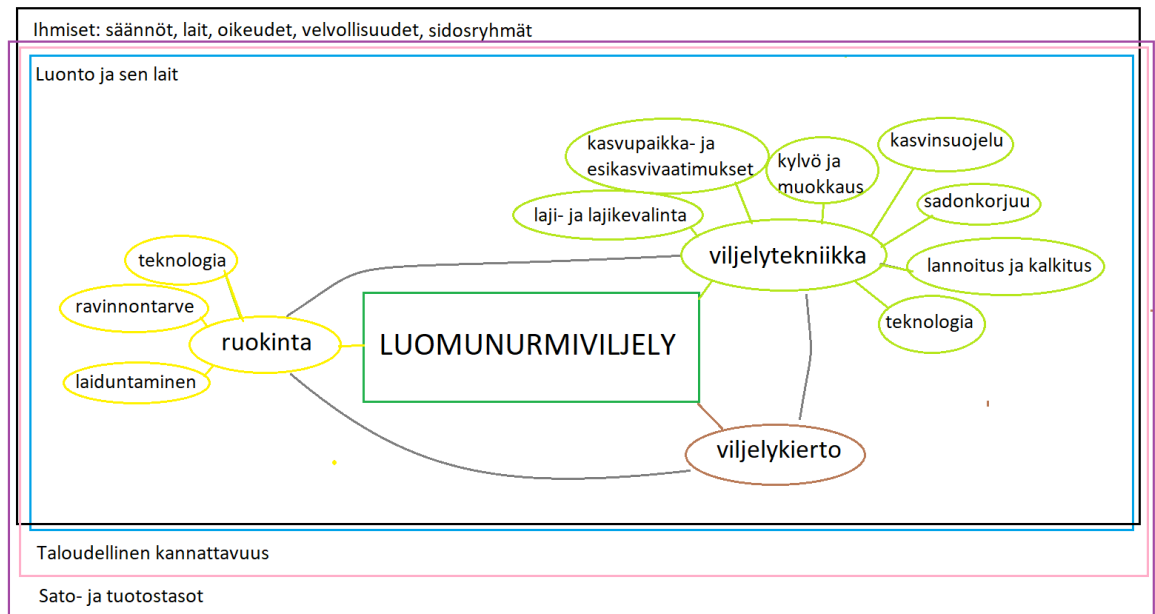 Ihmiset: säännöt, lait, oikeudet, velvollisuudet, sidosryhmät
Luonto ja sen lait
kasvupaikka- ja
esikasvivaatimukset
kylvö ja
muokkaus
kasvinsuojelu
laji- ja lajikevalinta
sadonkorjuu
viljelytekniikka
lannoitus ja kalkitus
teknologia
teknologia
ravinnontarve
ruokinta
laiduntaminen
LUOMUNURMIVILJELY
viljelykierto
Taloudellinen kannattavuus
Sato- ja tuotostasot